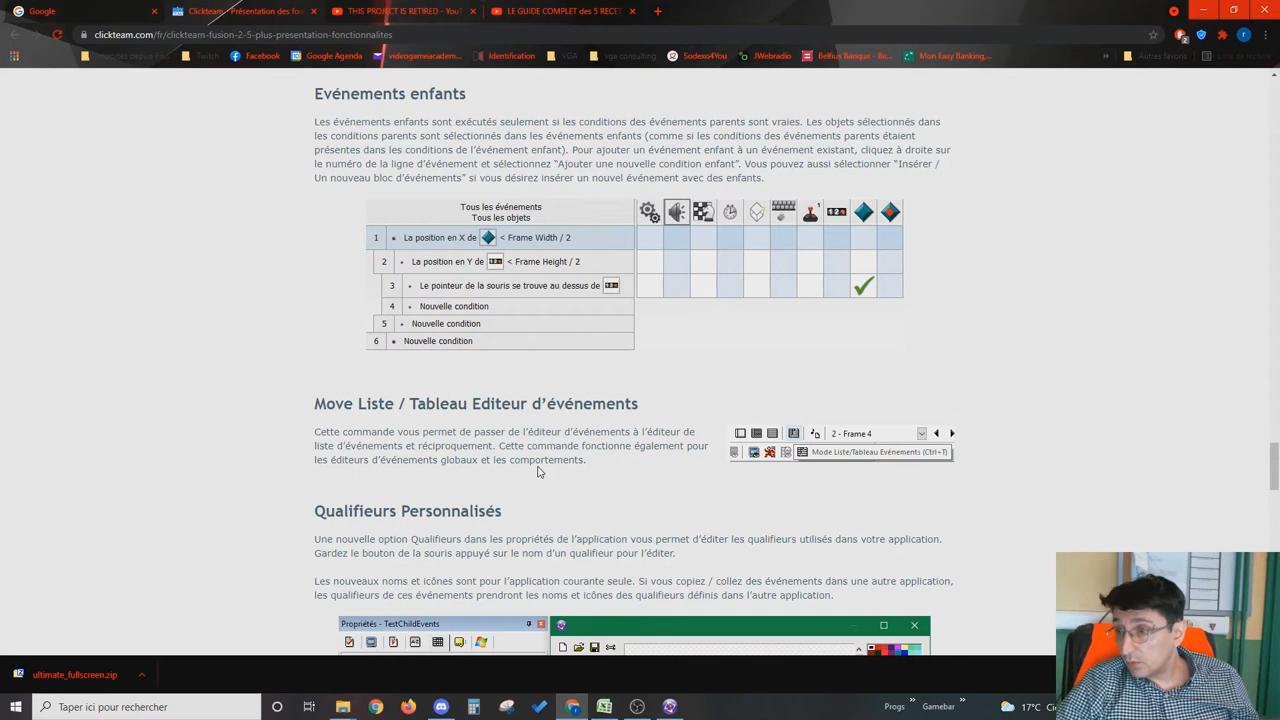 Google
Clickteam - Présentation des fo
THIS PROJECT IS RETIRED - YouT
LE GUIDE COMPLET des 5 RECET
clickteam.com/fr/clickteam-fusion-2-5-plus-presentation-fonctionnalites
Twitch
Facebook
Google Agenda
videogameacadem...
Identification
VGA
vga consulting
Sodexo4You
JWebradio
Belfius Banque - Bo...
Mon Easy Banking,
Autres favoris
Evénements enfants
Les événements enfants sont exécutés seulement si les conditions des événements parents sont vraies. Les objets sélectionnés dans
les conditions parents sont sélectionnés dans les événements enfants (comme si les conditions des événements parents étaient
présentes dans les conditions de l'événement enfant). Pour ajouter un événement enfant à un événement existant, cliquez à droite sur
le numéro de la ligne d'événement et sélectionnez "Ajouter une nouvelle condition enfant". Vous pouvez aussi sélectionner "Insérer /
Un nouveau bloc d'événements" si vous désirez insérer un nouvel événement avec des enfants.
Tous les événements
Tous les objets
1 La position en X de < Frame Width / 2
2 La position en Y de < Frame Height / 2
3 Le pointeur de la souris se trouve au dessus de
4 Nouvelle condition
5 Nouvelle condition
6 Nouvelle condition
Move Liste / Tableau Editeur d'événements
Cette commande vous permet de passer de l'éditeur d'événements à l'éditeur de
liste d'événements et réciproquement. Cette commande fonctionne également pour
les éditeurs d'événements globaux et les comportements.
2 - Frame 4
Mode Liste/Tableau Evénements (Ctrl+T)
Qualifieurs Personnalisés
Une nouvelle option Qualifieurs dans les propriétés de l'application vous permet d'éditer les qualifieurs utilisés dans votre application.
Gardez le bouton de la souris appuyé sur le nom d'un qualifieur pour l'éditer.
Les nouveaux noms et icônes sont pour l'application courante seule. Si vous copiez / collez des événements dans une autre application,
les qualifieurs de ces événements prendront les noms et icônes des qualifieurs définis dans l'autre application.
Propriétés - TestChildEvents
ultimate_fullscreen.zip
Taper ici pour rechercher
Progs
Gamebar
17°C